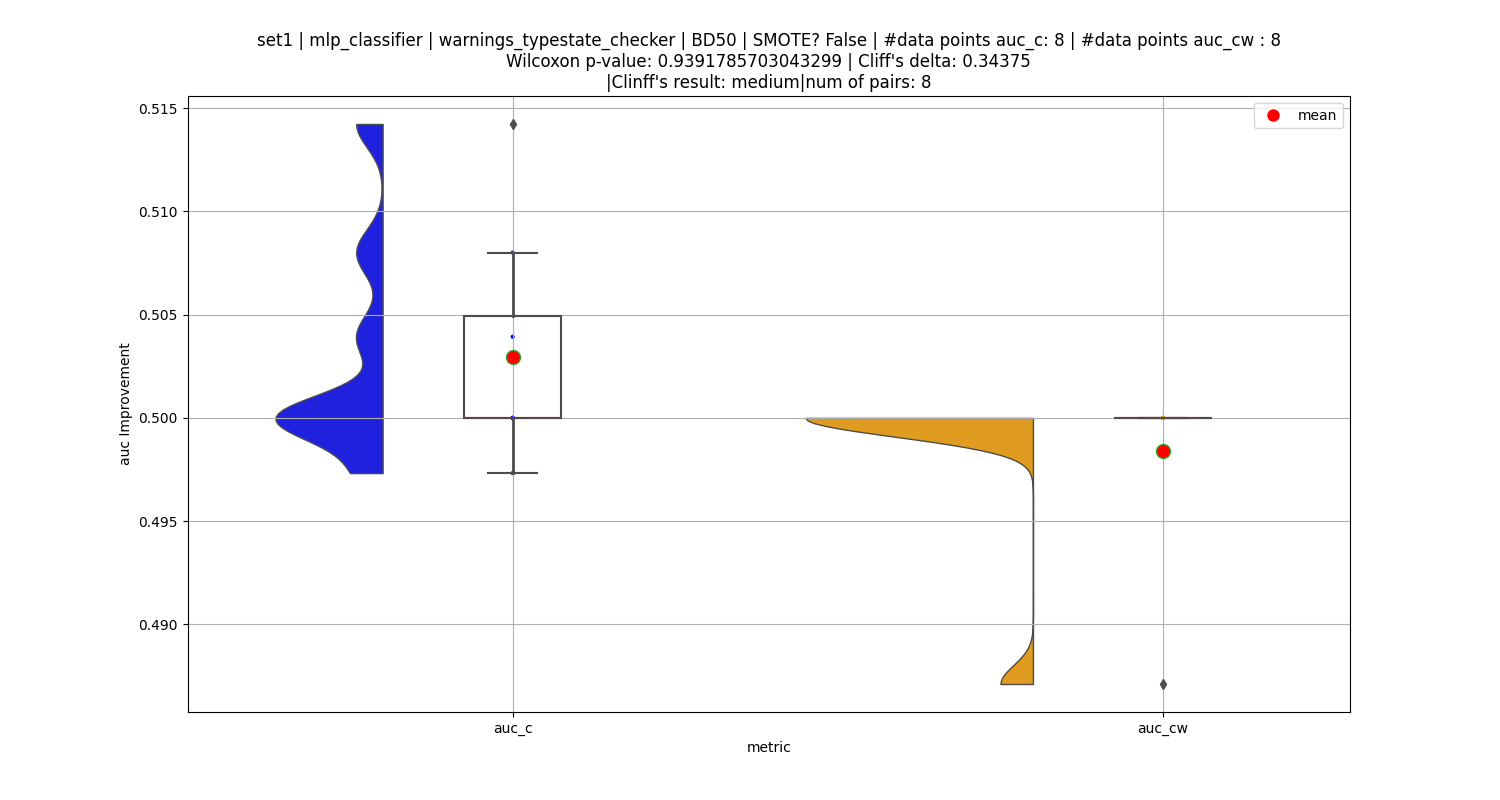 set1 | mlp_classifier | warnings_typestate_checker | BD50 | SMOTE? False | #data points auc_c: 8 | #data points auc_cw : 8
Wilcoxon p-value: 0.9391785703043299 | Cliff's delta: 0.34375
|Clinff's result: medium|num of pairs: 8
mean
0.515
0.510
0.505
0.500
0.495
0.490
auc Improvement
auc_c
auc_cw
metric